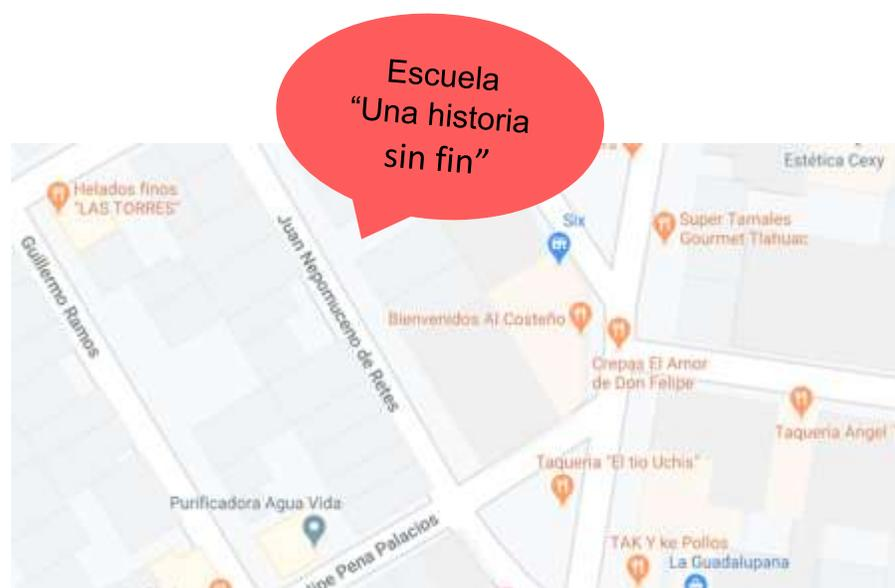 Escuela
“Una historia
sin fin”
Estética Cexy
Helados finos
"LAS TORRES"
Six
Super Tamales
Gourmet Tlahuac
Guillermo Ramos
Juan Nepomuceno de Retes
Bienvenidos Al Costeño
Crepas El Amor
de Don Felipe
Taqueria Angel
Taqueria "El tio Uchis"
Purificadora Agua Vida
Pena Palacios
TAK Y ke Pollos
La Guadalupana